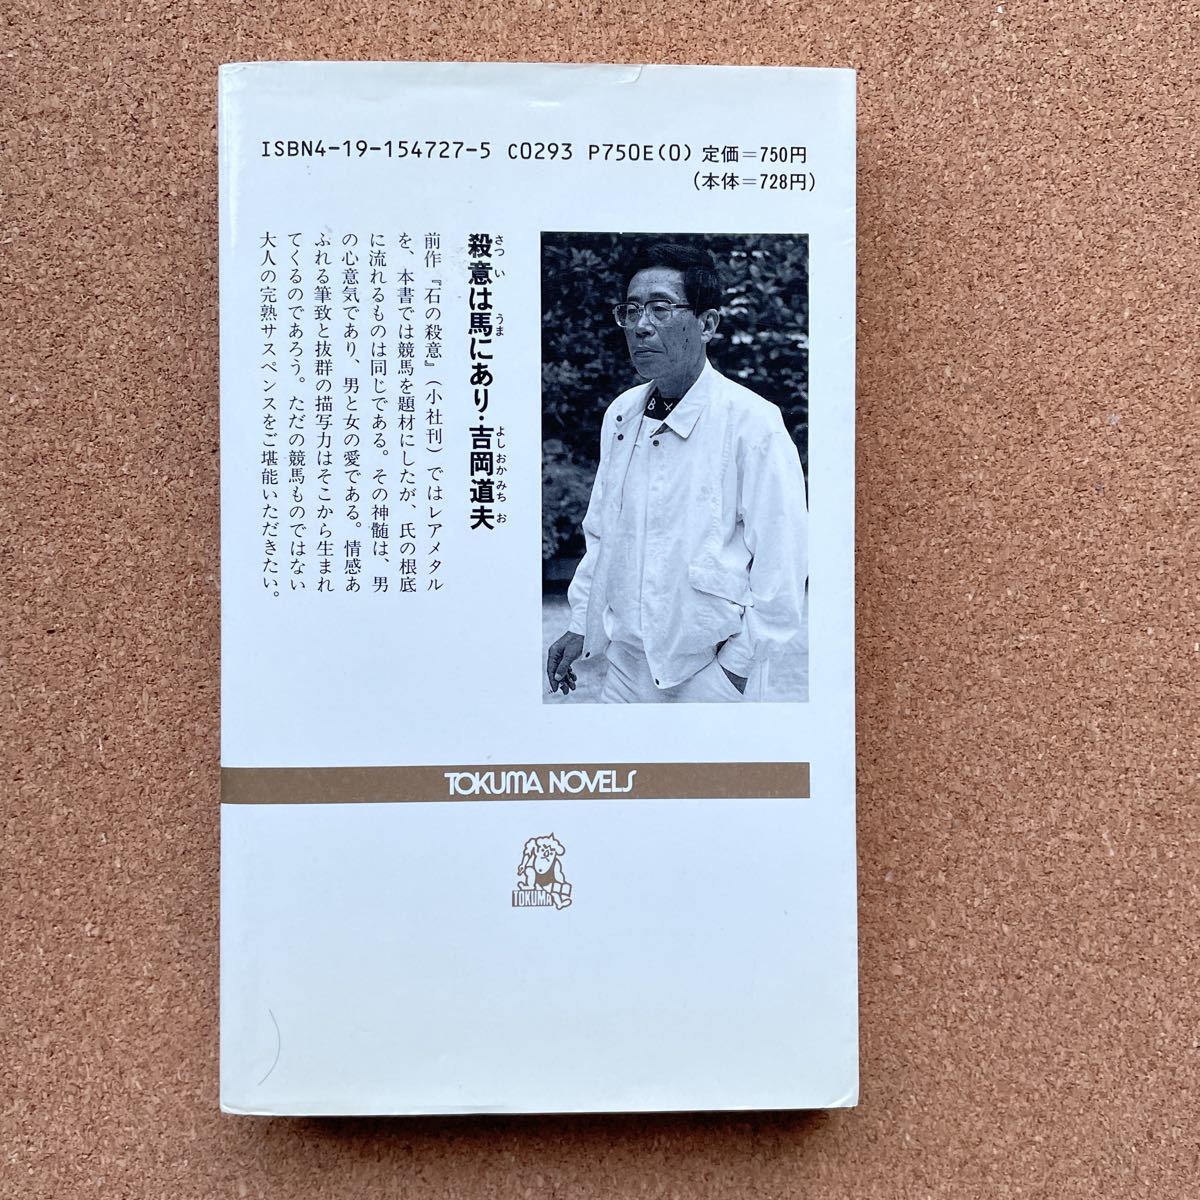 ISBN4-19-154727-5 C0293 P750E(0) 定価＝750円
(本体＝728円)
殺意は馬にあり・吉岡道夫
さつ い うま よし おか みち お
前作『石の殺意』（小社刊）ではレアメタル
を、本書では競馬を題材にしたが、氏の根底
に流れるものは同じである。その神髄は、男
の心意気であり、男と女の愛である。情感あ
ふれる筆致と抜群の描写力はそこから生まれ
てくるのであろう。ただの競馬ものではない
大人の完熟サスペンスをご堪能いただきたい。
TOKUMA NOVELS
TOKUMA